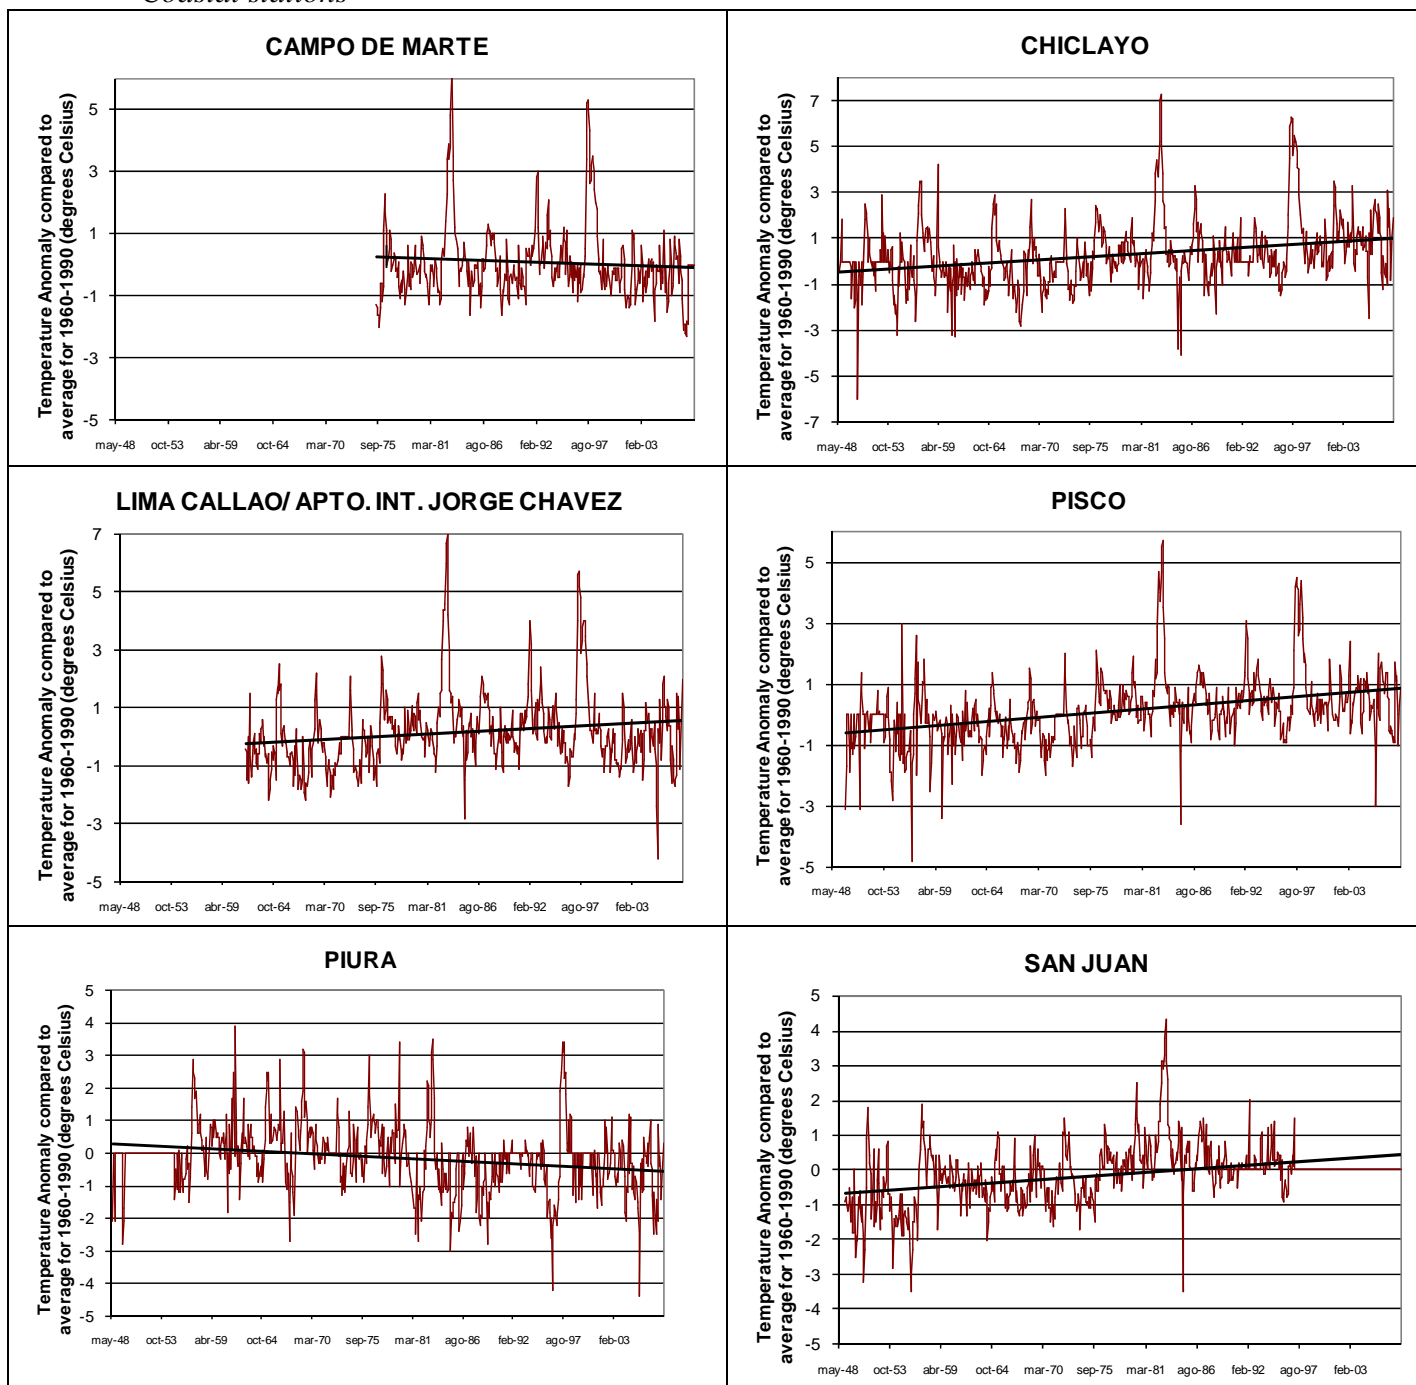 Coastal stations
CAMPO DE MARTE
Temperature Anomaly compared to
average for 1960-1990 (degrees Celsius)
5
3
1
-1
-3
-5
may-48 oct-53 abr-59 oct-64 mar-70 sep-75 mar-81 ago-86 feb-92 ago-97 feb-03
CHICLAYO
Temperature Anomaly compared to
average for 1960-1990 (degrees Celsius)
7
5
3
1
-1
-3
-5
-7
may-48 oct-53 abr-59 oct-64 mar-70 sep-75 mar-81 ago-86 feb-92 ago-97 feb-03
LIMA CALLAO/ APTO. INT. JORGE CHAVEZ
Temperature Anomaly compared to
average for 1960-1990 (degrees Celsius)
7
5
3
1
-1
-3
-5
may-48 oct-53 abr-59 oct-64 mar-70 sep-75 mar-81 ago-86 feb-92 ago-97 feb-03
PISCO
Temperature Anomaly compared to
average for 1960-1990 (degrees Celsius)
5
3
1
-1
-3
-5
may-48 oct-53 abr-59 oct-64 mar-70 sep-75 mar-81 ago-86 feb-92 ago-97 feb-03
PIURA
Temperature Anomaly compared to
average for 1960-1990 (degrees Celsius)
5
4
3
2
1
0
-1
-2
-3
-4
-5
may-48 oct-53 abr-59 oct-64 mar-70 sep-75 mar-81 ago-86 feb-92 ago-97 feb-03
SAN JUAN
Temperature Anomaly compared to
average for 1960-1990 (degrees Celsius)
5
4
3
2
1
0
-1
-2
-3
-4
-5
may-48 oct-53 abr-59 oct-64 mar-70 sep-75 mar-81 ago-86 feb-92 ago-97 feb-03